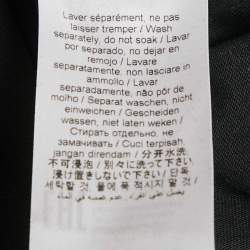 Laver séparément, ne pas
laisser tremper / Wash
separately, do not soak / Lavar
por separado, no dejar en
remojo / Lavare
separatamente, non lasciare in
ammollo / Lavar
separadamente, não pôr de
molho / Separat waschen, nicht
einweichen / Gescheiden
wassen, niet laten weken /
Стирать отдельно, не
замачивать / Cuci terpisah
jangan direndam / 分开水洗
不可浸泡 / 別々に洗って下さい
浸け置きしないで下さい / 단독
세탁할 것, 물에 푹 적시지 말 것